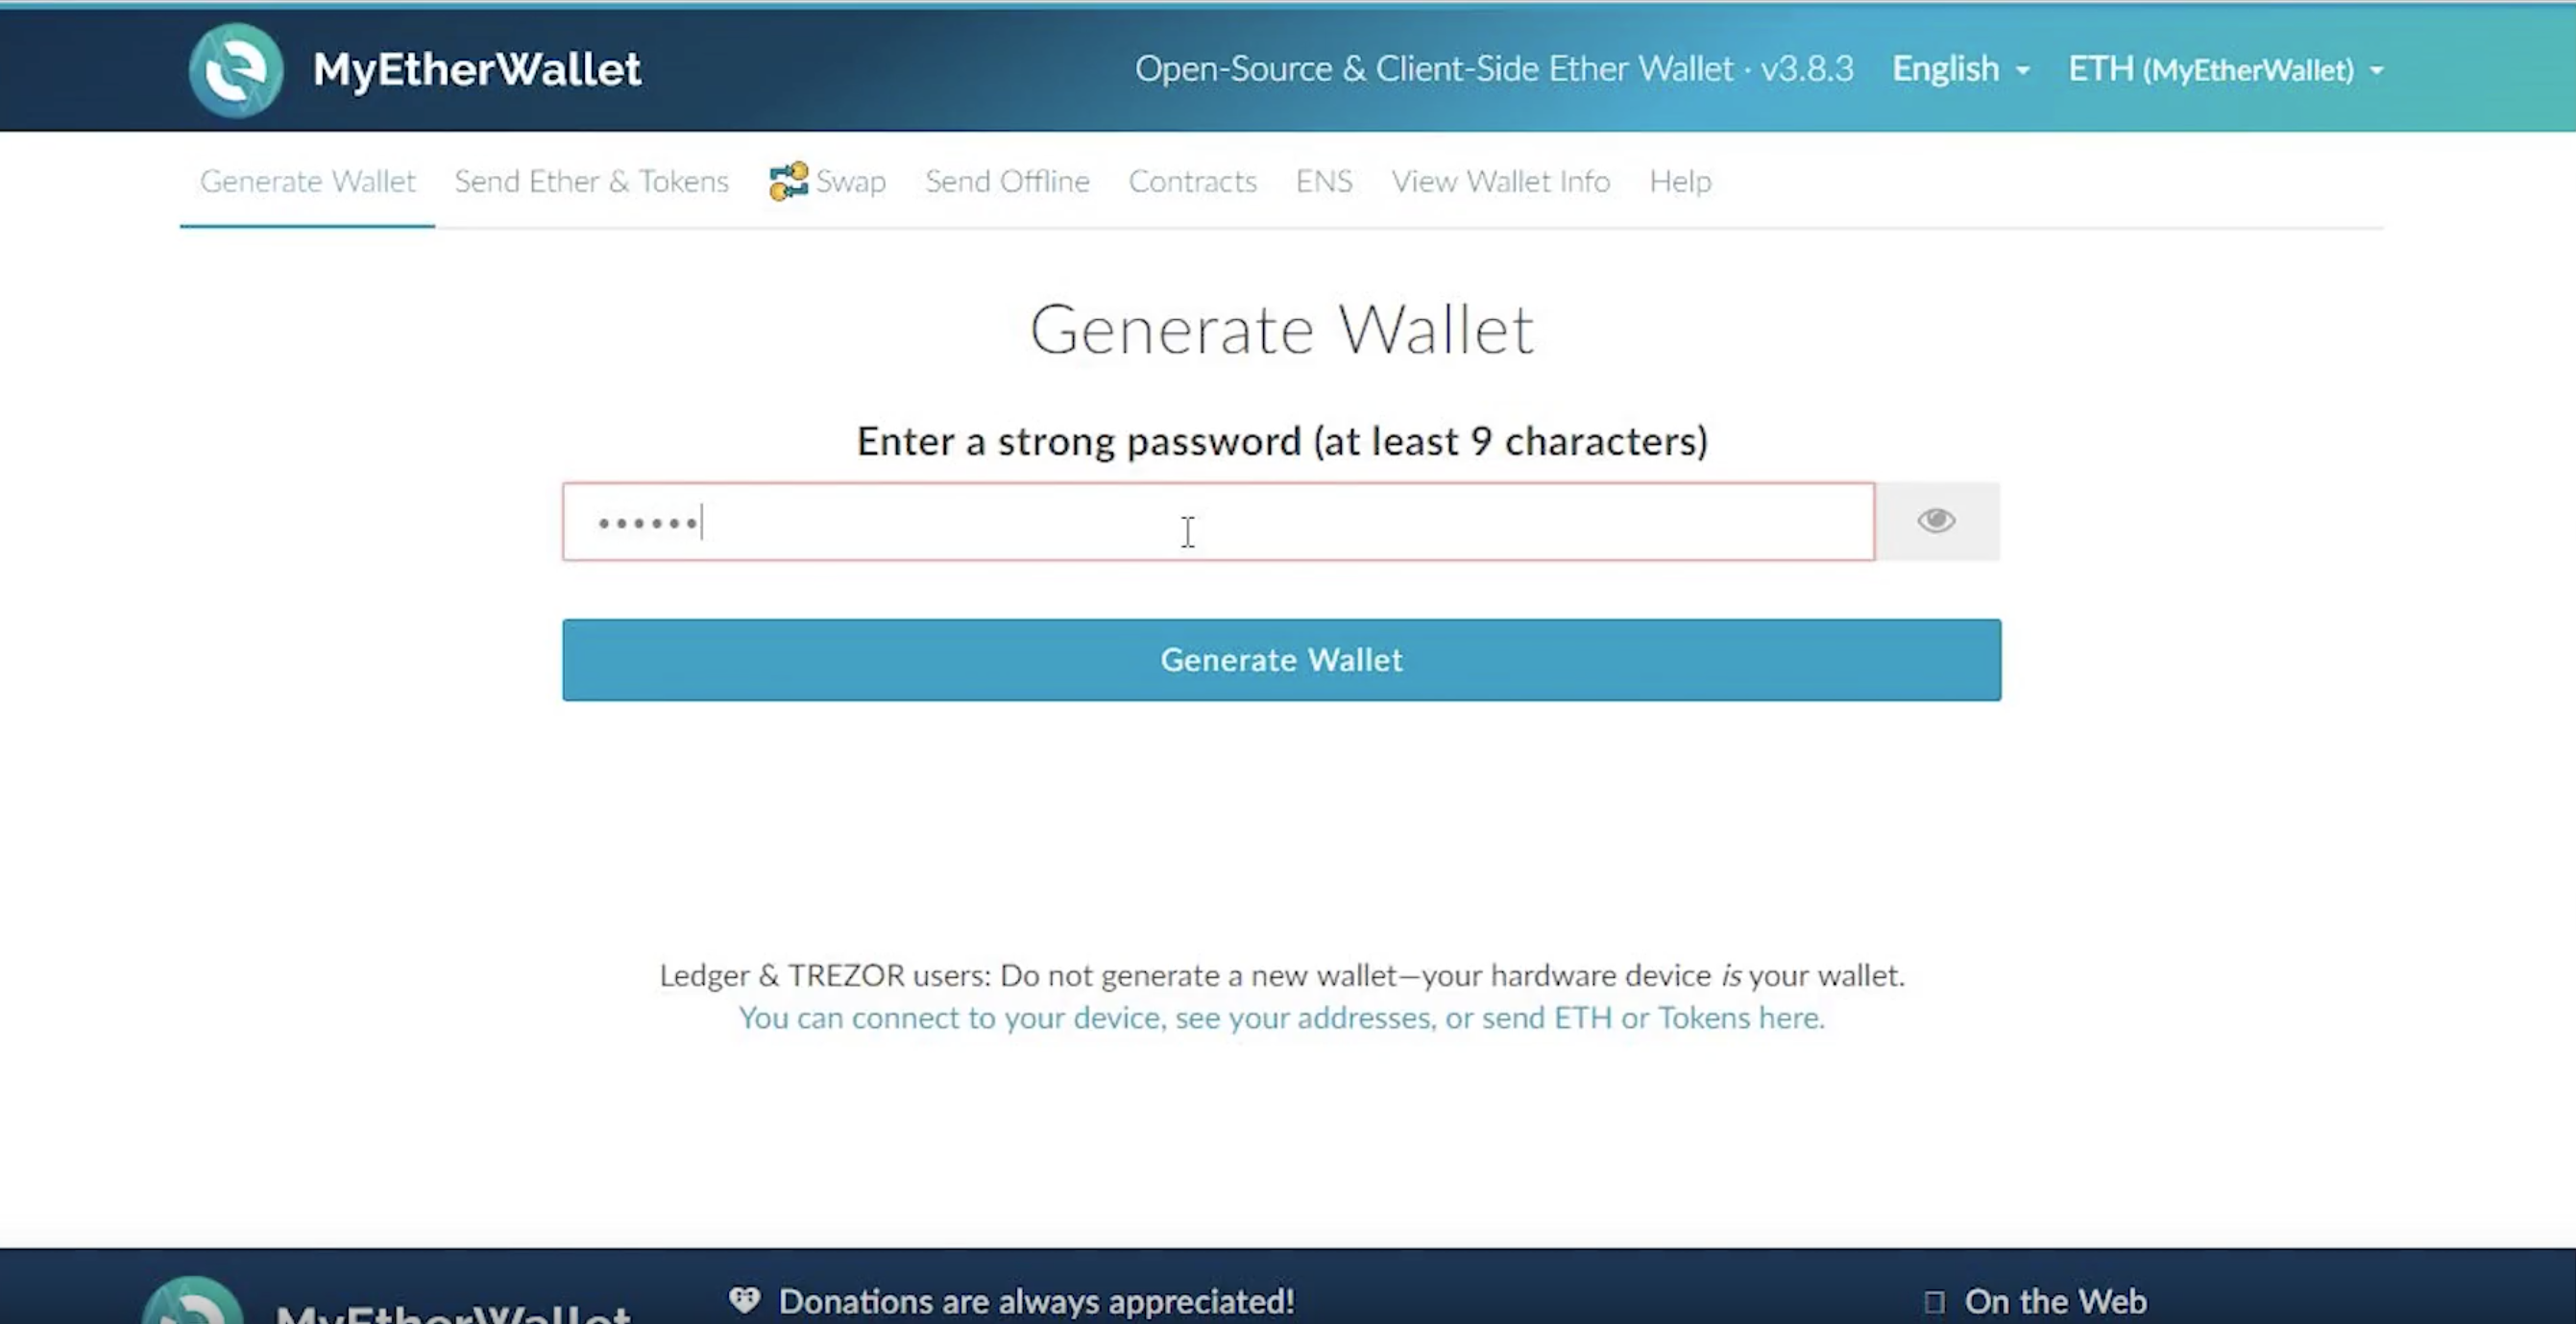 MyEtherWallet
Open-Source & Client-Side Ether Wallet · v3.8.3 English ETH (MyEtherWallet)
Generate Wallet Send Ether & Tokens Swap Send Offline Contracts ENS View Wallet Info Help
Generate Wallet
Enter a strong password (at least 9 characters)
••••••
Generate Wallet
Ledger & TREZOR users: Do not generate a new wallet—your hardware device is your wallet.
You can connect to your device, see your addresses, or send ETH or Tokens here.
MyEtherWallet
Donations are always appreciated!
On the Web